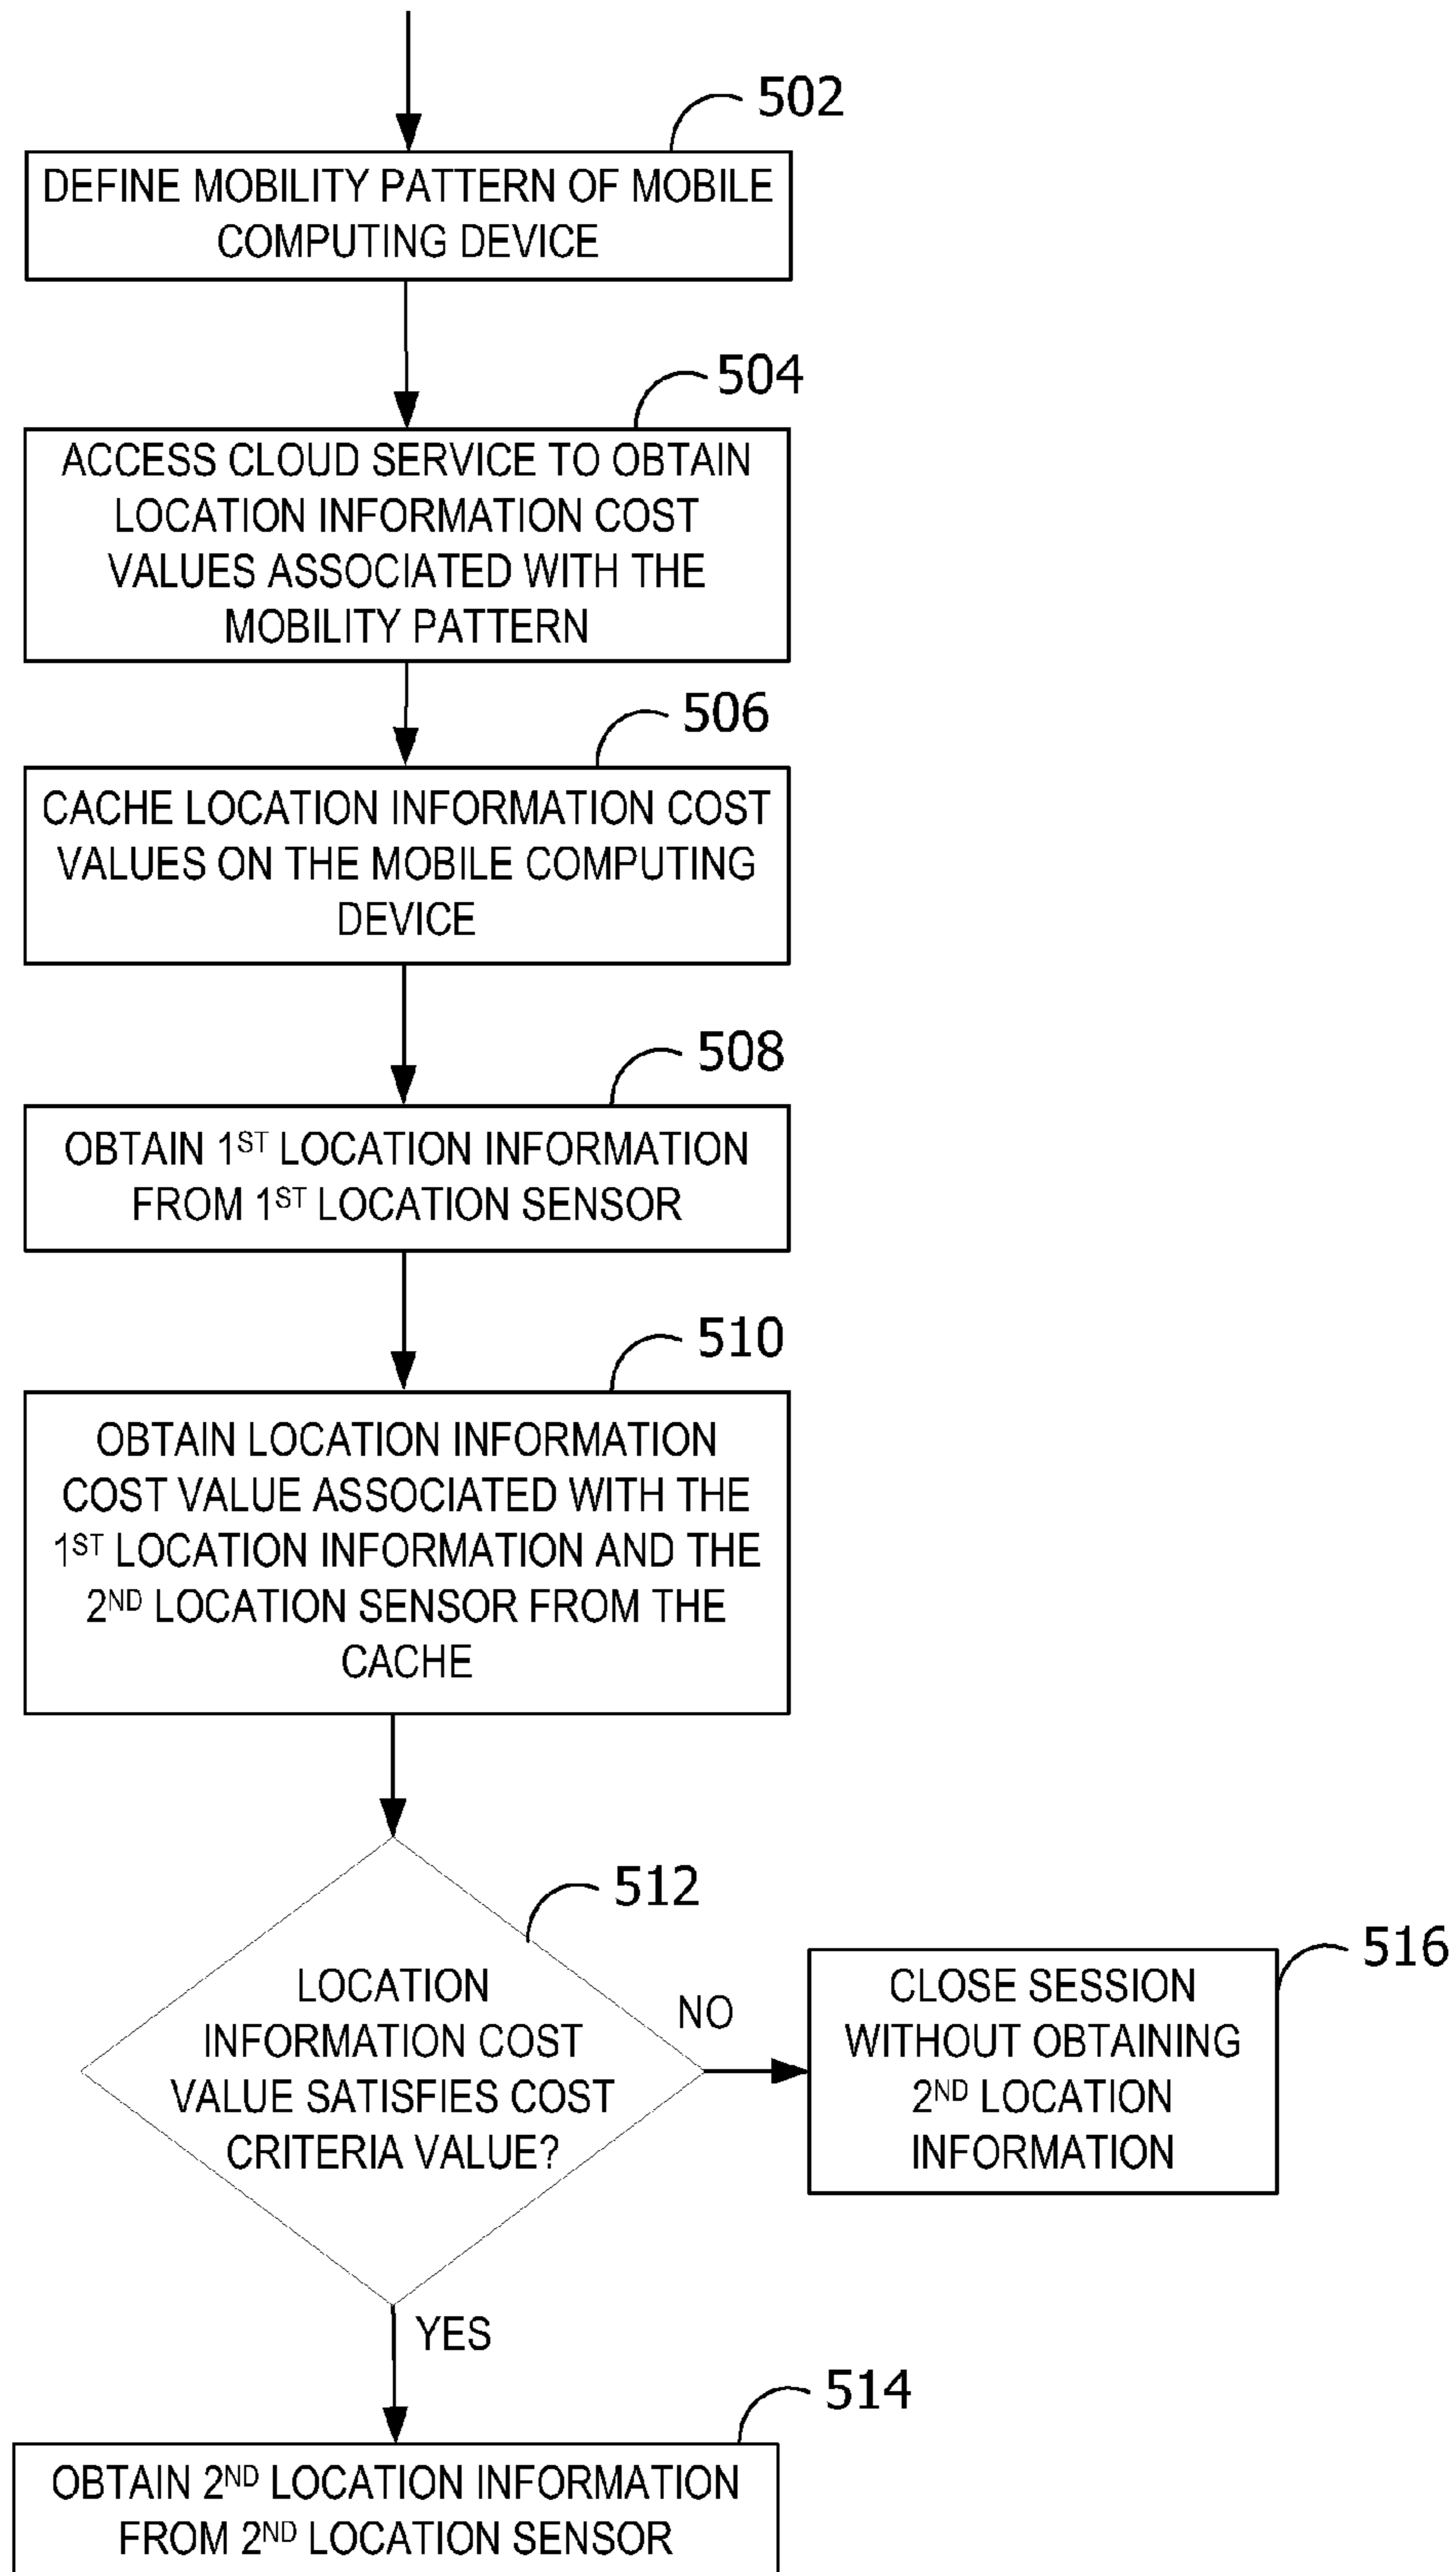 502
DEFINE MOBILITY PATTERN OF MOBILE
COMPUTING DEVICE
504
ACCESS CLOUD SERVICE TO OBTAIN
LOCATION INFORMATION COST
VALUES ASSOCIATED WITH THE
MOBILITY PATTERN
506
CACHE LOCATION INFORMATION COST
VALUES ON THE MOBILE COMPUTING
DEVICE
508
OBTAIN 1ST LOCATION INFORMATION
FROM 1ST LOCATION SENSOR
510
OBTAIN LOCATION INFORMATION
COST VALUE ASSOCIATED WITH THE
1ST LOCATION INFORMATION AND THE
2ND LOCATION SENSOR FROM THE
CACHE
512
LOCATION
INFORMATION COST
VALUE SATISFIES COST
CRITERIA VALUE?
NO
516
CLOSE SESSION
WITHOUT OBTAINING
2ND LOCATION
INFORMATION
YES
514
OBTAIN 2ND LOCATION INFORMATION
FROM 2ND LOCATION SENSOR